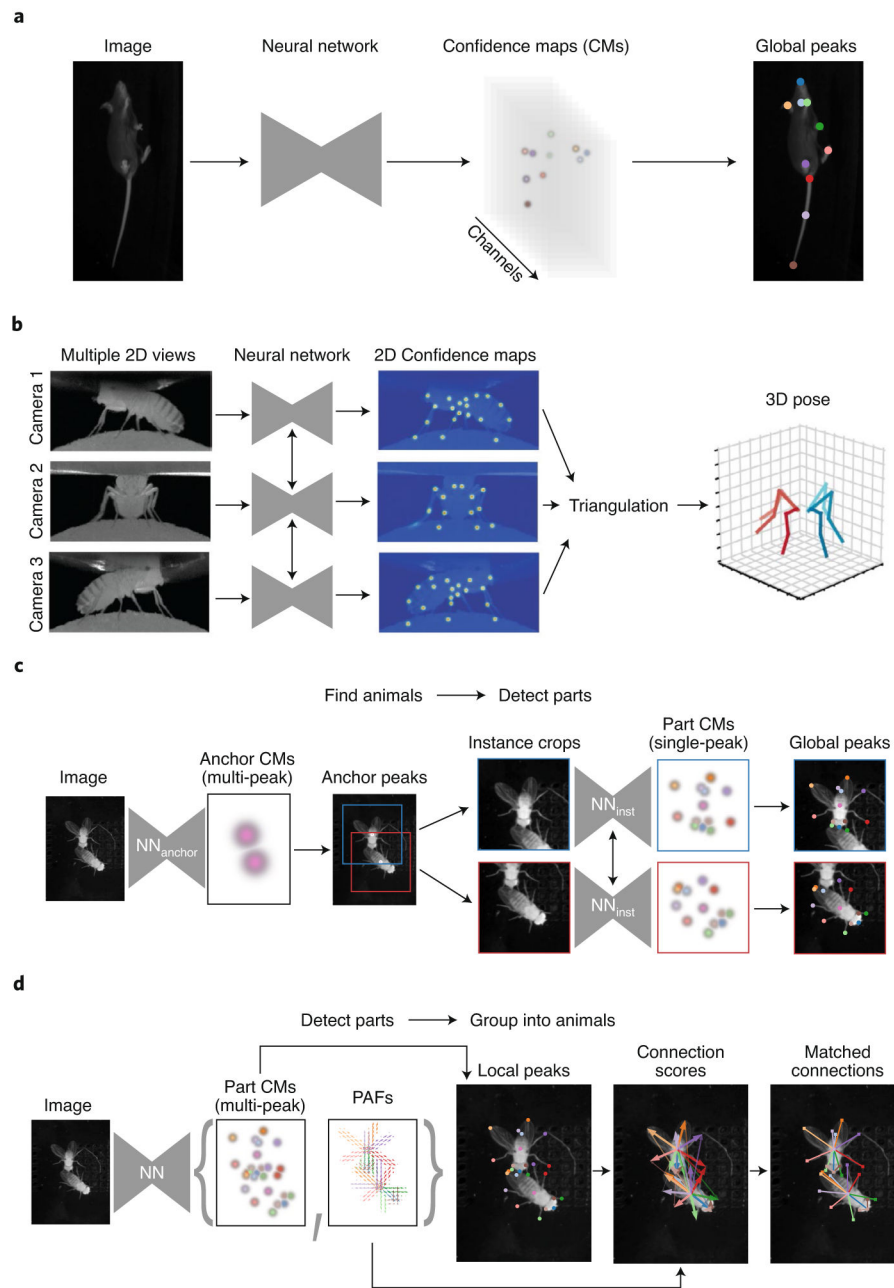 a
Image
Neural network
Confidence maps (CMs)
Global peaks
Channels
b
Multiple 2D views
Neural network
2D Confidence maps
3D pose
Camera 1
Camera 2
Camera 3
Triangulation
c
Find animals
Detect parts
Image
Anchor CMs
(multi-peak)
Anchor peaks
Instance crops
Part CMs
(single-peak)
Global peaks
NNanchor
NNinst
NNinst
d
Detect parts
Group into animals
Image
Part CMs
(multi-peak)
PAFs
Local peaks
Connection
scores
Matched
connections
NN
{
,
}